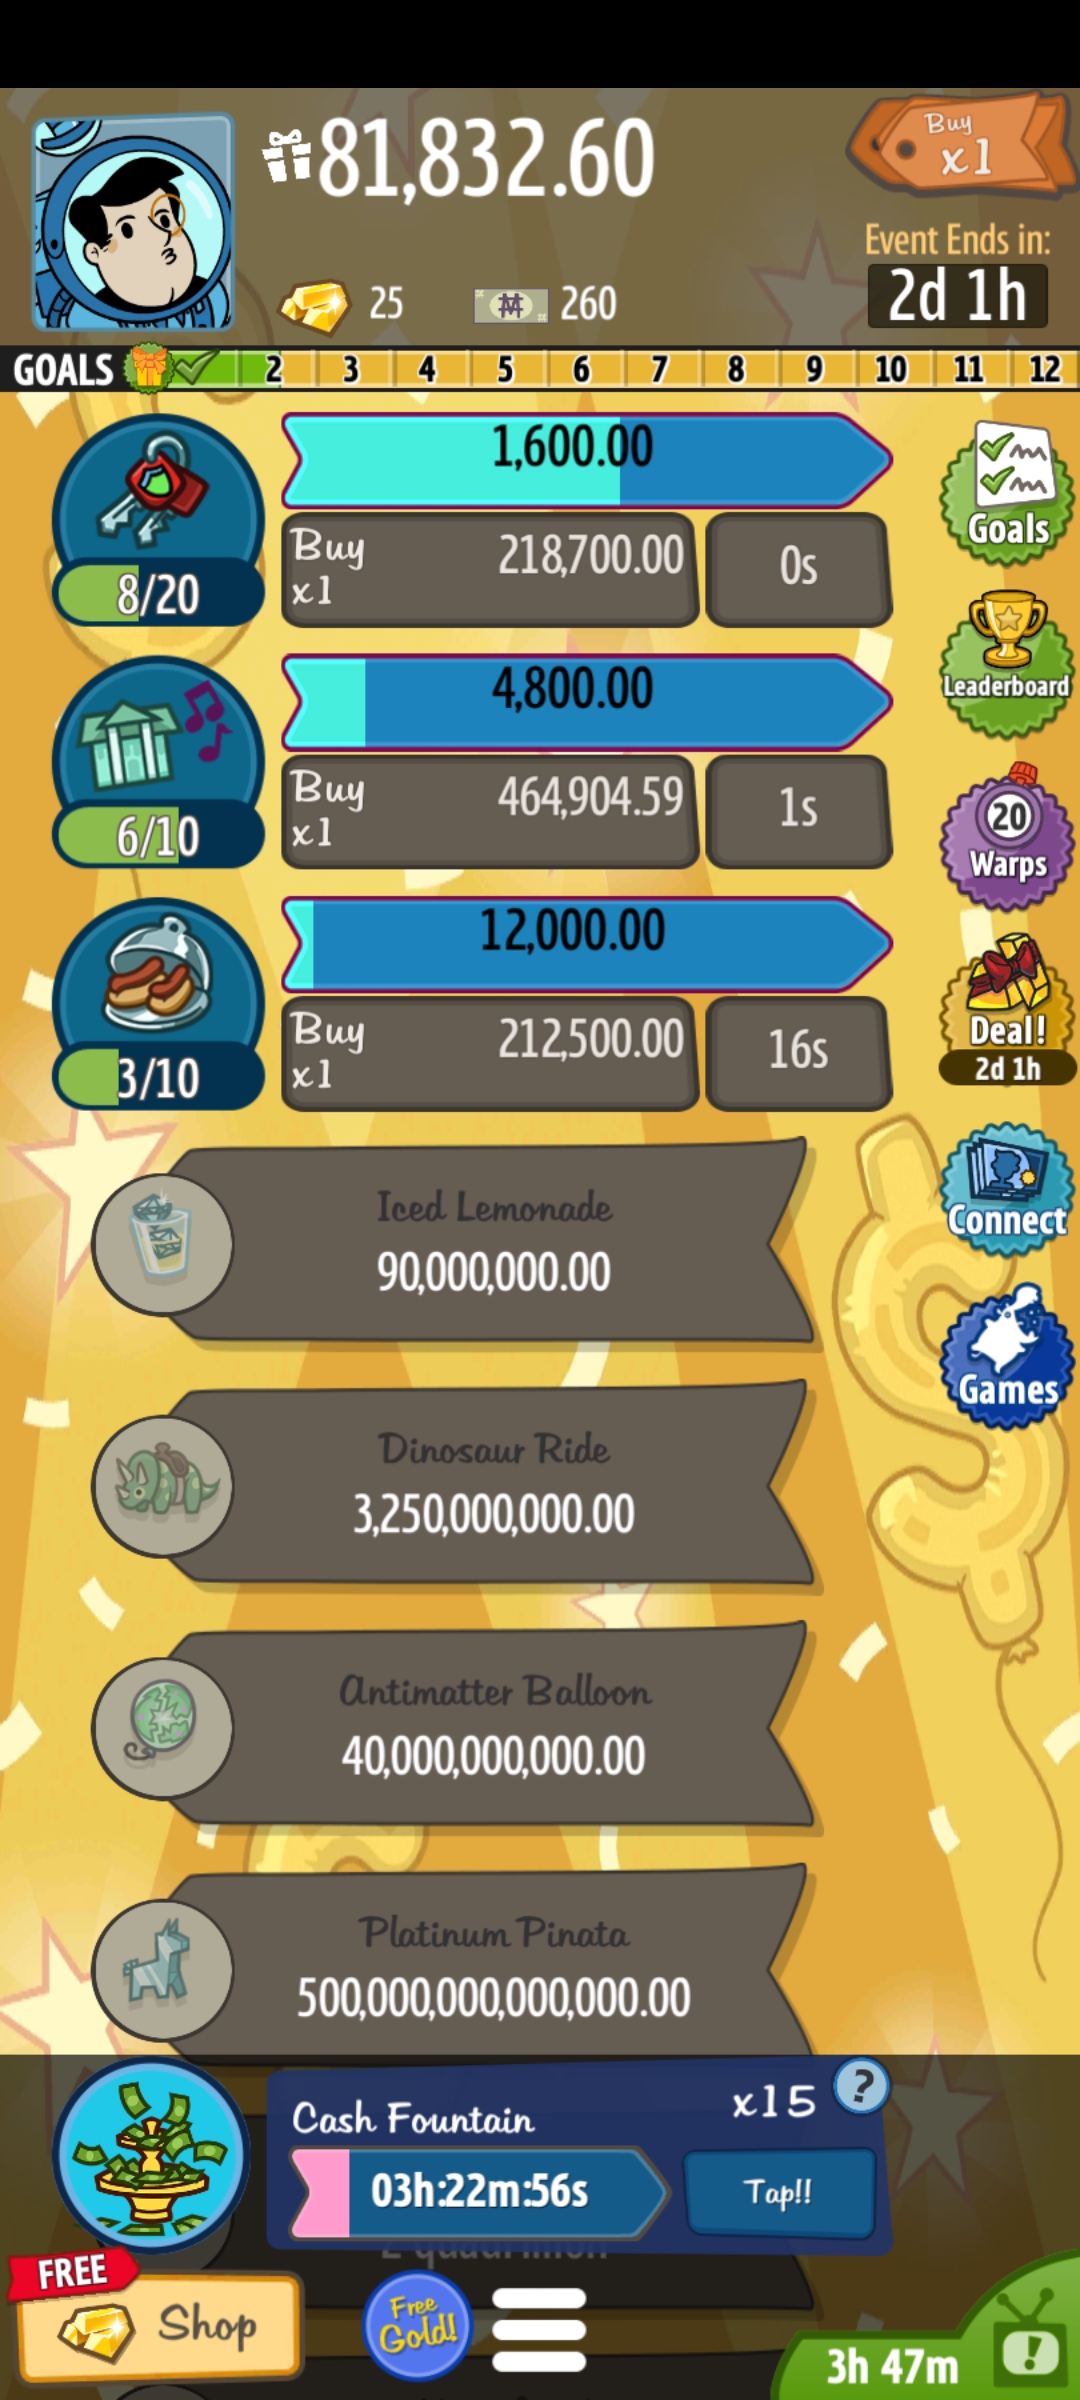 81,832.60
Buy
x1
Event Ends in:
25
260
2d 1h
GOALS 2 3 4 5 6 7 8 9 10 11 12
1,600.00
Buy
x1
218,700.00
0s
8/20
Goals
4,800.00
Leaderboard
Buy
x1
464,904.59
1s
6/10
20
Warps
12,000.00
Buy
x1
212,500.00
16s
3/10
Deal!
2d 1h
Iced Lemonade
90,000,000.00
Connect
Dinosaur Ride
3,250,000,000.00
Games
Antimatter Balloon
40,000,000,000.00
Platinum Pinata
500,000,000,000,000.00
Cash Fountain
x15
?
03h:22m:56s
Tap!!
FREE
Shop
Free
Gold!
3h 47m
!